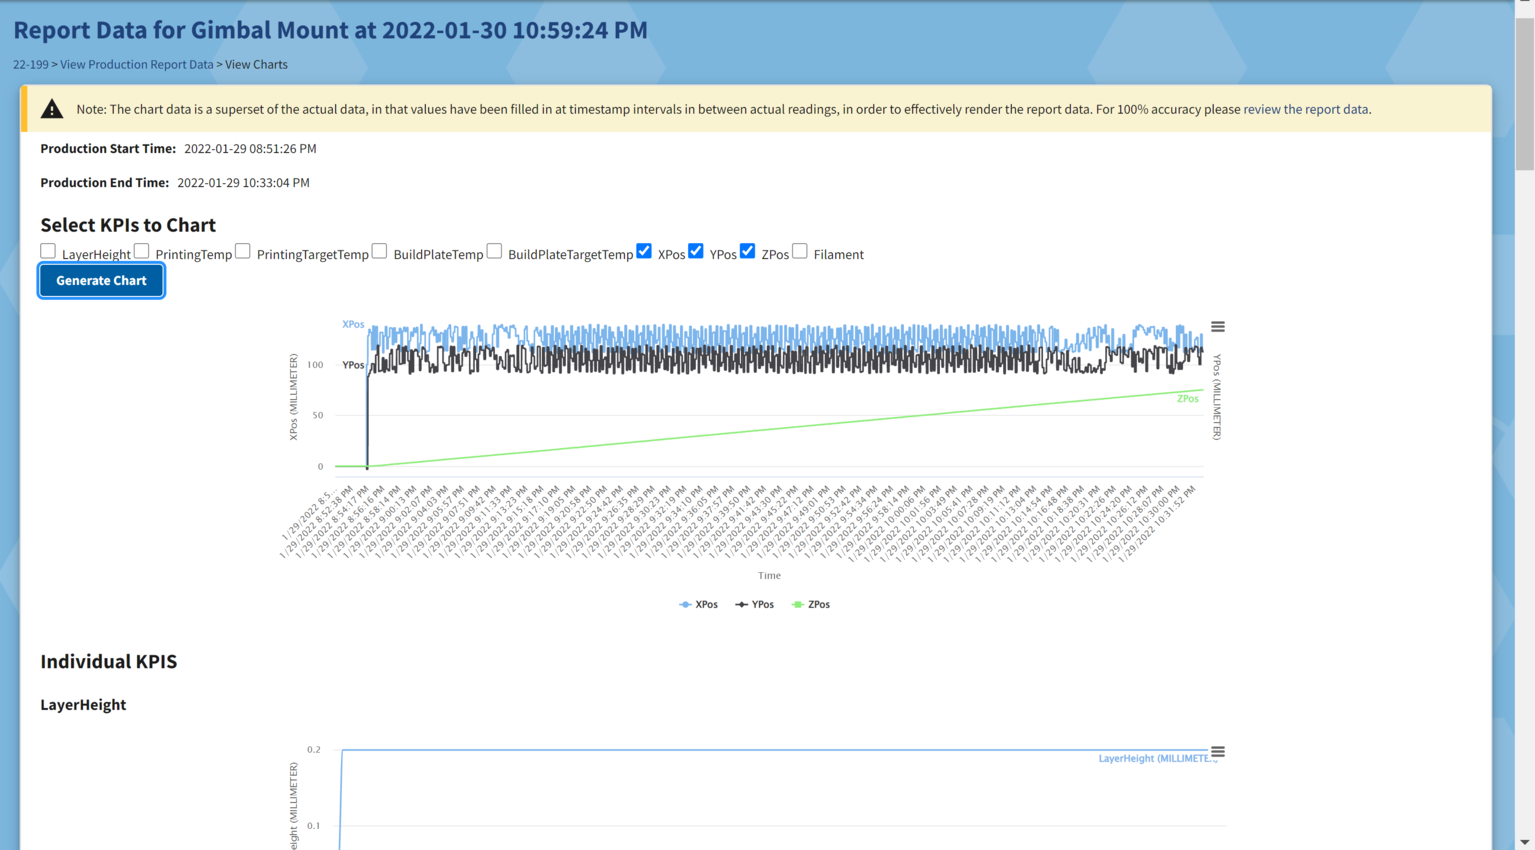 Report Data for Gimbal Mount at 2022-01-30 10:59:24 PM
22-199 > View Production Report Data > View Charts
Note: The chart data is a superset of the actual data, in that values have been filled in at timestamp intervals in between actual readings, in order to effectively render the report data. For 100% accuracy please review the report data.
Production Start Time: 2022-01-29 08:51:26 PM
Production End Time: 2022-01-29 10:33:04 PM
Select KPIs to Chart
LayerHeight PrintingTemp PrintingTargetTemp BuildPlateTemp BuildPlateTargetTemp XPos YPos ZPos Filament
Generate Chart
XPos
YPos
ZPos
XPos (MILLIMETER)
YPos (MILLIMETER)
100
50
0
1/29/2022 8:5...
1/29/2022 8:52:38 PM
1/29/2022 8:54:17 PM
1/29/2022 8:56:16 PM
1/29/2022 8:58:14 PM
1/29/2022 9:00:13 PM
1/29/2022 9:02:07 PM
1/29/2022 9:04:03 PM
1/29/2022 9:05:57 PM
1/29/2022 9:07:51 PM
1/29/2022 9:09:42 PM
1/29/2022 9:11:33 PM
1/29/2022 9:13:23 PM
1/29/2022 9:15:18 PM
1/29/2022 9:17:10 PM
1/29/2022 9:19:05 PM
1/29/2022 9:20:58 PM
1/29/2022 9:22:50 PM
1/29/2022 9:24:42 PM
1/29/2022 9:26:35 PM
1/29/2022 9:28:29 PM
1/29/2022 9:30:23 PM
1/29/2022 9:32:19 PM
1/29/2022 9:34:10 PM
1/29/2022 9:36:05 PM
1/29/2022 9:37:57 PM
1/29/2022 9:39:50 PM
1/29/2022 9:41:42 PM
1/29/2022 9:43:30 PM
1/29/2022 9:45:22 PM
1/29/2022 9:47:12 PM
1/29/2022 9:49:01 PM
1/29/2022 9:50:53 PM
1/29/2022 9:52:42 PM
1/29/2022 9:54:34 PM
1/29/2022 9:56:24 PM
1/29/2022 9:58:14 PM
1/29/2022 10:00:06 PM
1/29/2022 10:01:56 PM
1/29/2022 10:03:49 PM
1/29/2022 10:05:41 PM
1/29/2022 10:07:28 PM
1/29/2022 10:09:19 PM
1/29/2022 10:11:12 PM
1/29/2022 10:13:04 PM
1/29/2022 10:14:54 PM
1/29/2022 10:16:48 PM
1/29/2022 10:18:38 PM
1/29/2022 10:20:31 PM
1/29/2022 10:22:26 PM
1/29/2022 10:24:20 PM
1/29/2022 10:26:12 PM
1/29/2022 10:28:07 PM
1/29/2022 10:30:00 PM
1/29/2022 10:31:52 PM
Time
XPos YPos ZPos
Individual KPIS
LayerHeight
0.2
0.1
LayerHeight (MILLIMETE
eight (MILLIMETER)